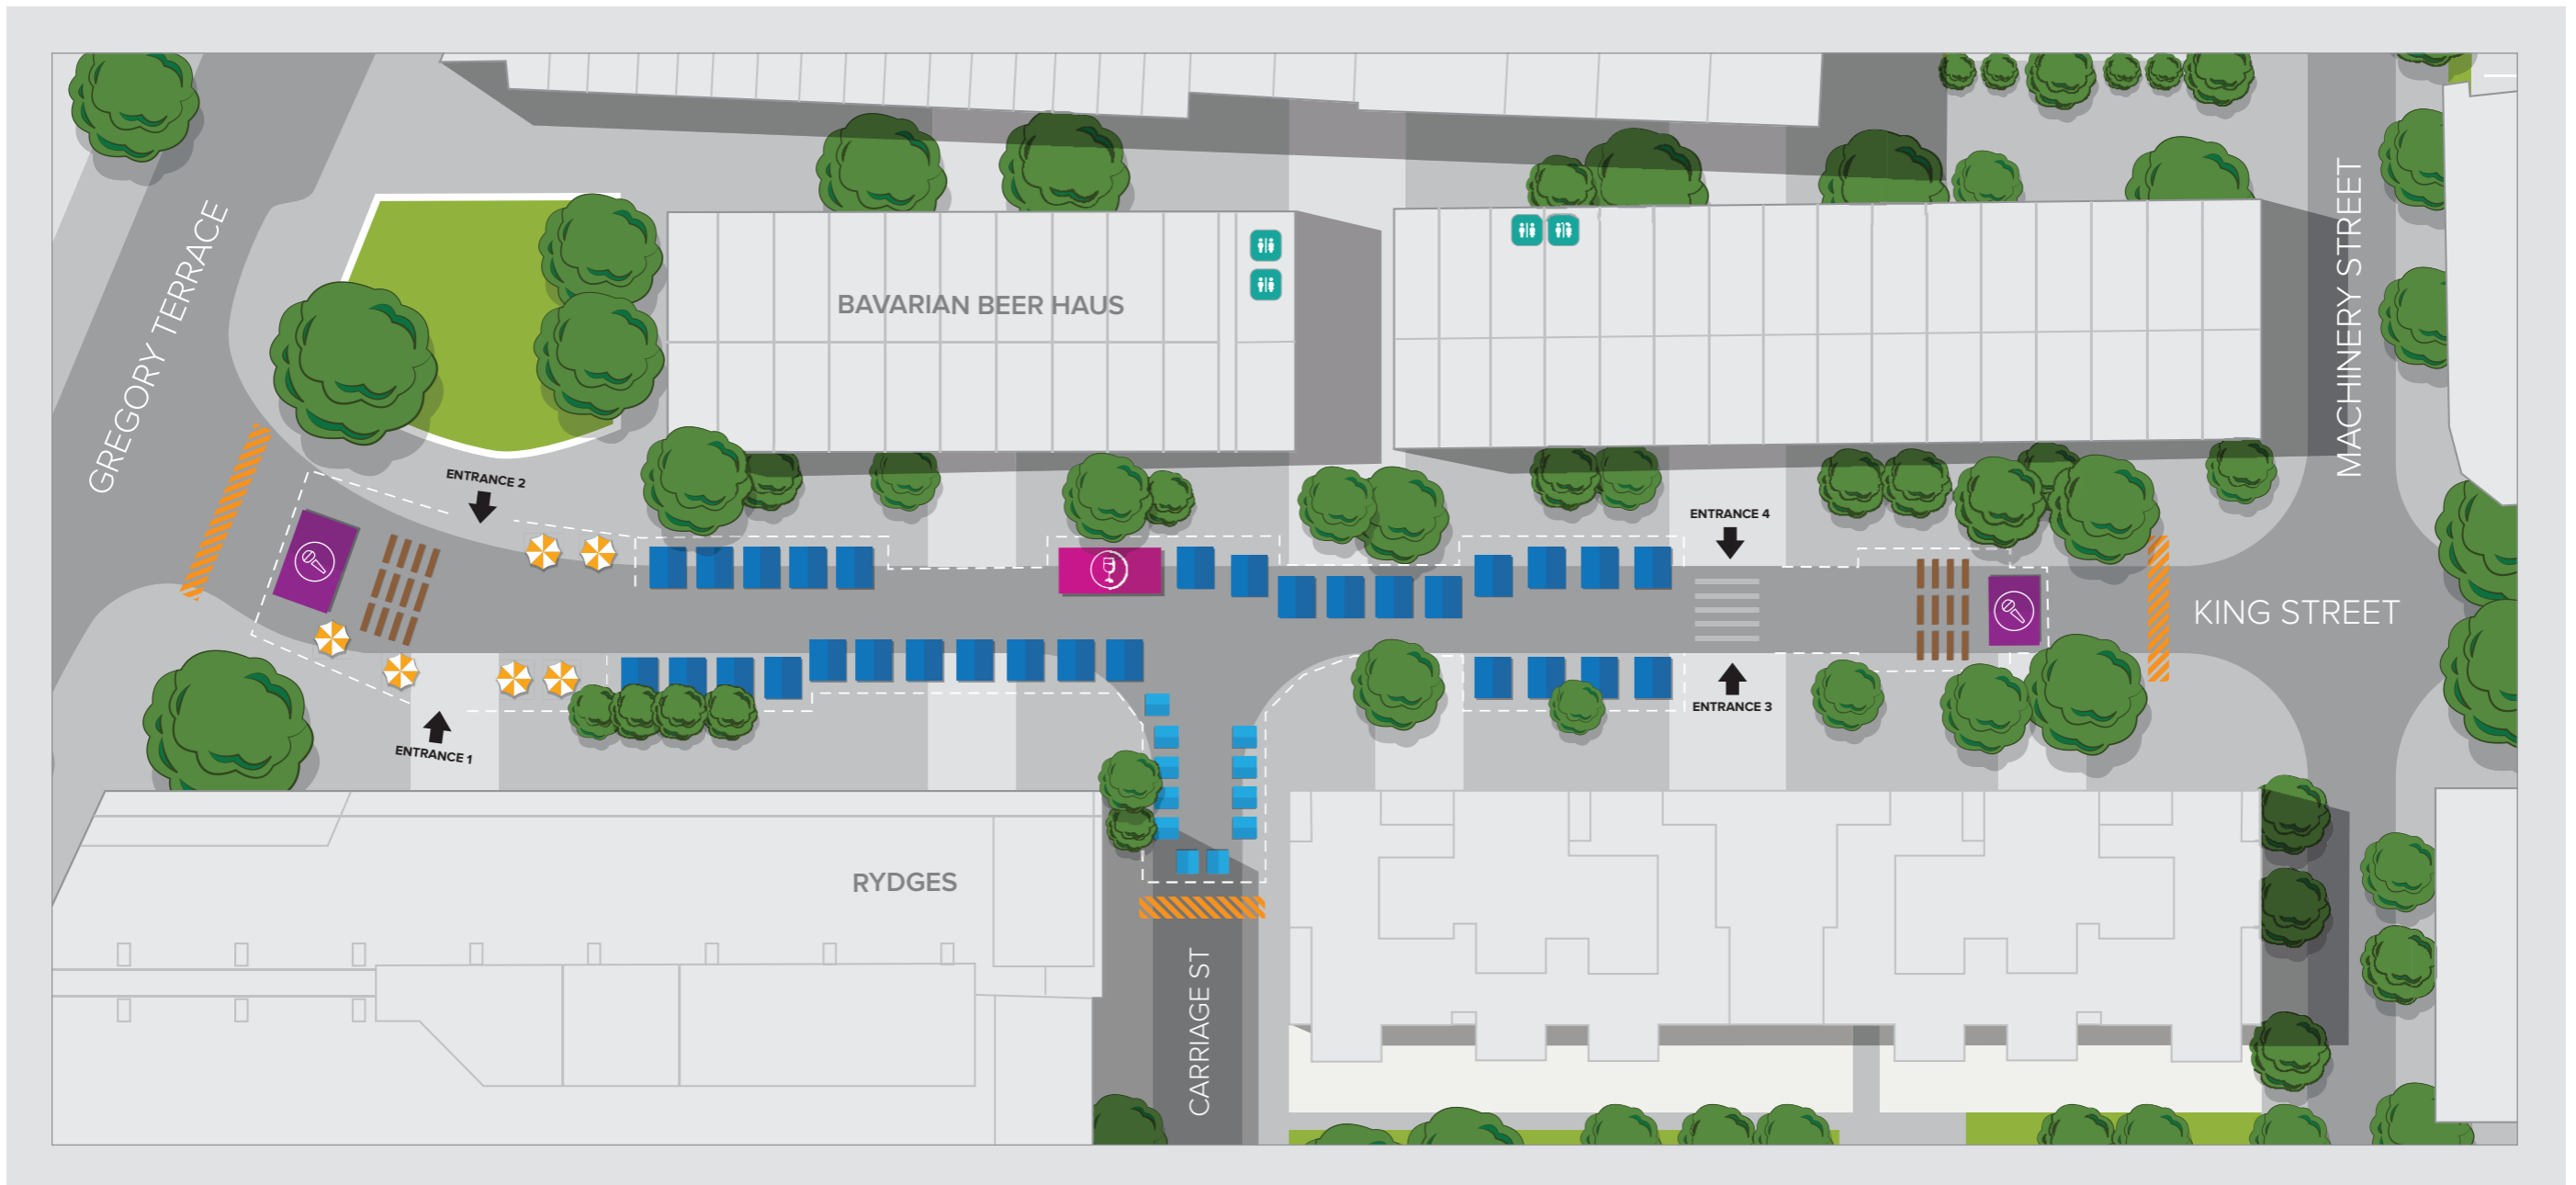 GREGORY TERRACE
BAVARIAN BEER HAUS
MACHINERY STREET
ENTRANCE 2
ENTRANCE 4
KING STREET
ENTRANCE 3
ENTRANCE 1
RYDGES
CARRIAGE ST